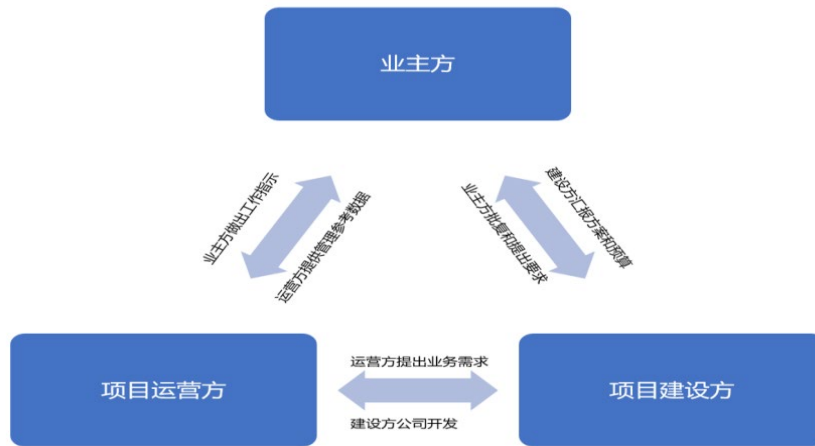 业主方
业主方做出工作指示
运营方提供管理参考数据
业主方批复和提出要求
建设方汇报方案和预算
项目运营方
运营方提出业务需求
建设方公司开发
项目建设方